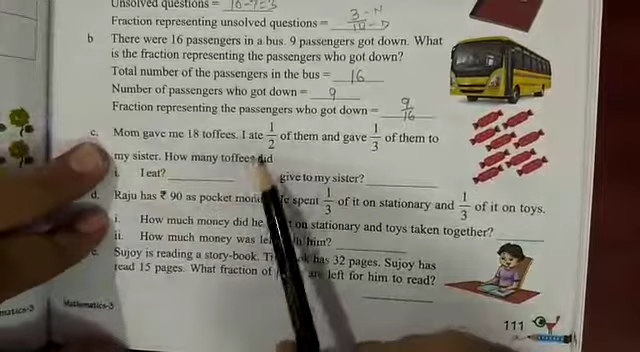 Unsolved questions = 10-7=3
Fraction representing unsolved questions =
b There were 16 passengers in a bus. 9 passengers got down. What
is the fraction representing the passengers who got down?
Total number of the passengers in the bus = 16
Number of passengers who got down = 9
Fraction representing the passengers who got down = 9/16
c. Mom gave me 18 toffees. I ate 1/2 of them and gave 1/3 of them to
my sister. How many toffees did
i. I eat? give to my sister?
d. Raju has ₹ 90 as pocket spent 1/3 of it on stationary and 1/3 of it on toys.
i. How much money did he on stationary and toys taken together?
ii. How much money was him?
e. Sujoy is reading a story-book. has 32 pages. Sujoy has
read 15 pages. What fraction of are left for him to read?
Mathematics-3
111